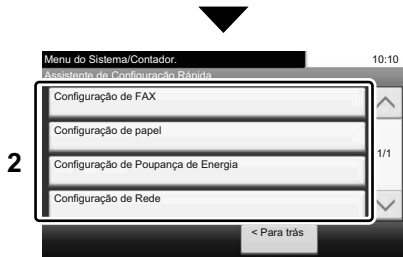 Menu do Sistema/Contador.
10:10
Assistente de Configuração Rápida
Configuração de FAX
Configuração de papel
2
1/1
Configuração de Poupança de Energia
Configuração de Rede
< Para trás